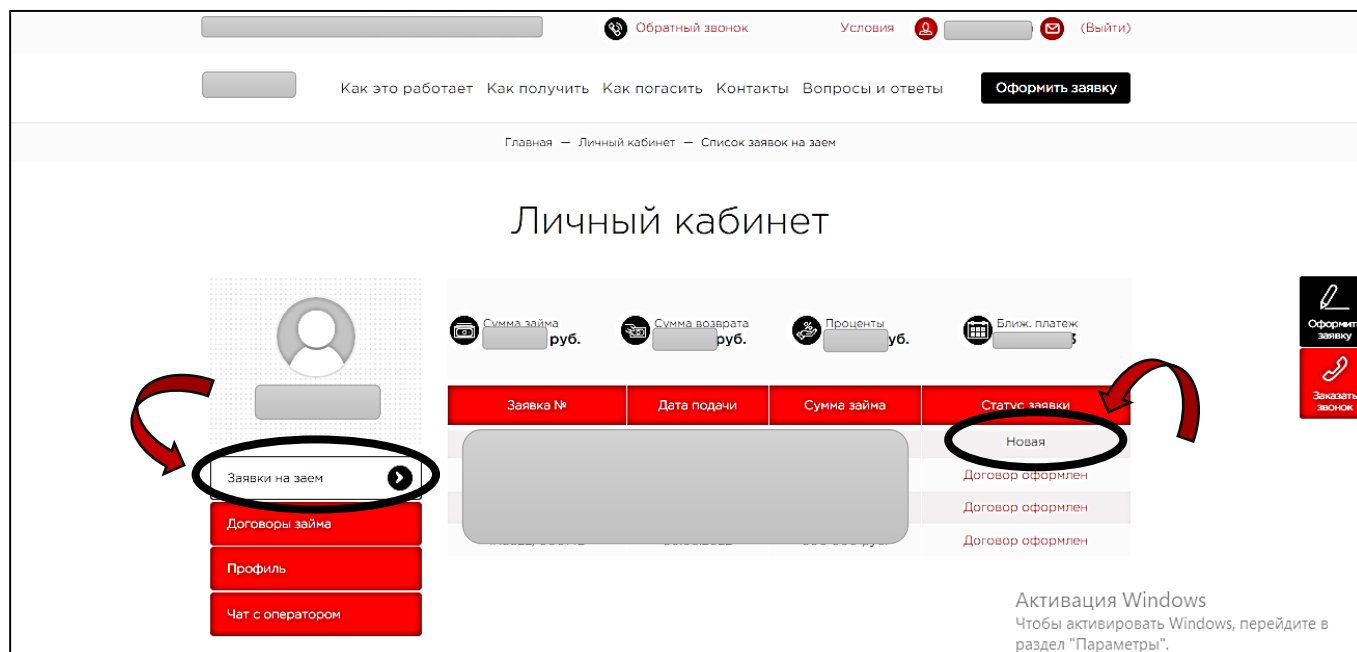 Обратный звонок
Условия
(Выйти)
Как это работает Как получить Как погасить Контакты Вопросы и ответы
Оформить заявку
Главная — Личный кабинет — Список заявок на заем
Личный кабинет
Сумма займа
руб.
Сумма возврата
руб.
Проценты
уб.
Ближ. платеж
Оформить
заявку
Заказать
звонок
Заявка № Дата подачи Сумма займа Статус заявки
Новая
Договор оформлен
Договор оформлен
Договор оформлен
Заявки на заем
Договоры займа
Профиль
Чат с оператором
Активация Windows
Чтобы активировать Windows, перейдите в
раздел "Параметры".